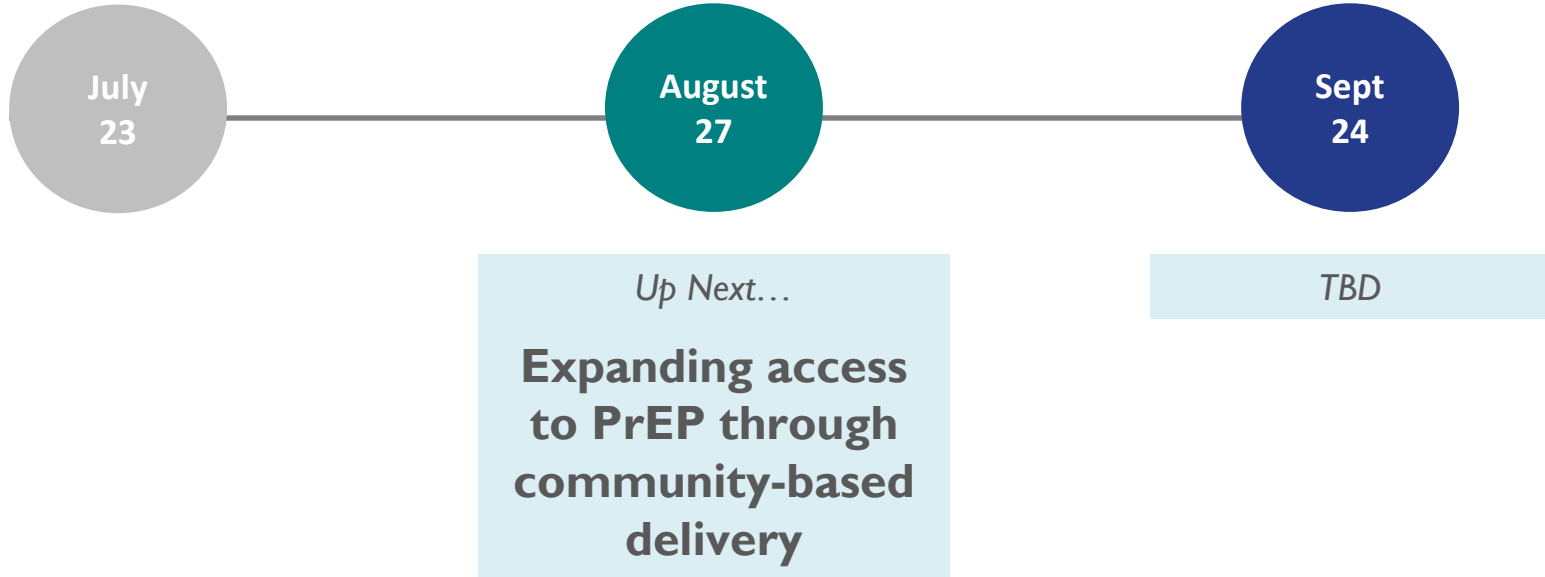 July
23
August
27
Sept
24
Up Next…
Expanding access
to PrEP through
community-based
delivery
TBD